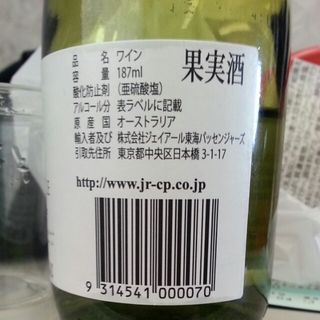 品名 ワイン
果実酒
容量 187ml
酸化防止剤 (亜硫酸塩)
アルコール分 表ラベルに記載
原産国 オーストラリア
輸入者及び 株式会社ジェイアール東海パッセンジャーズ
引取先住所 東京都中央区日本橋3-1-17
http://www.jr-cp.co.jp
9 314541 000070